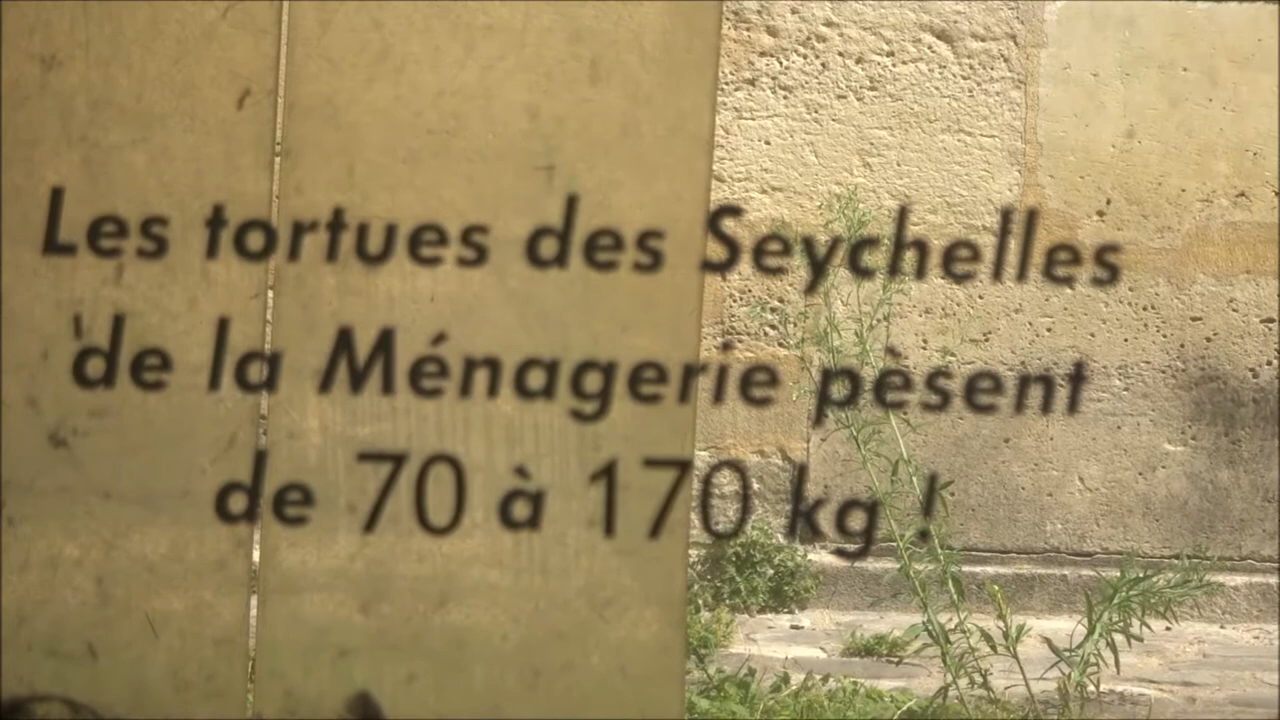 Les tortues des Seychelles
de la Ménagerie pèsent
de 70 à 170 kg !